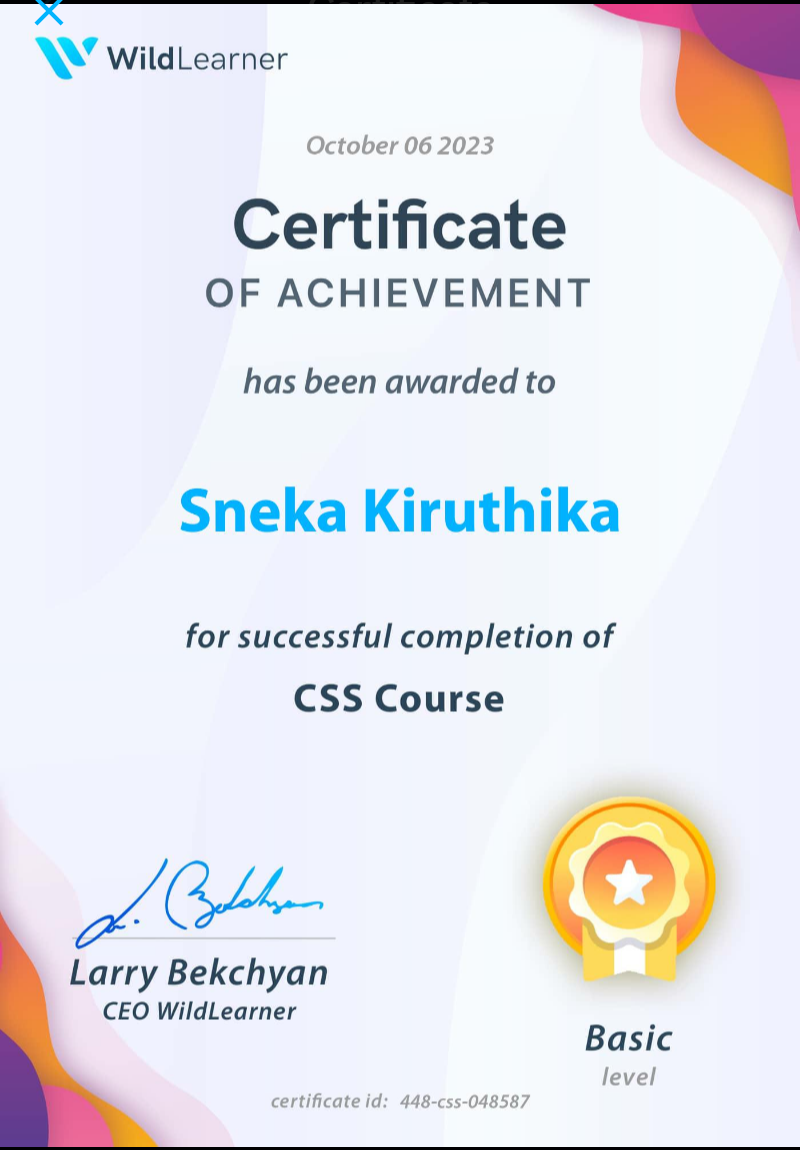 WildLearner
October 06 2023
Certificate
OF ACHIEVEMENT
has been awarded to
Sneka Kiruthika
for successful completion of
CSS Course
L. Bekchyan
Larry Bekchyan
CEO WildLearner
Basic
level
certificate id: 448-css-048587